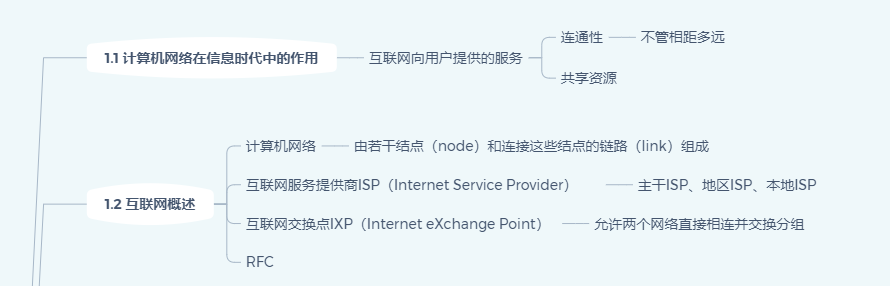 1.1 计算机网络在信息时代中的作用
互联网向用户提供的服务
连通性
不管相距多远
共享资源
1.2 互联网概述
计算机网络
由若干结点（node）和连接这些结点的链路（link）组成
互联网服务提供商ISP（Internet Service Provider）
主干ISP、地区ISP、本地ISP
互联网交换点IXP（Internet eXchange Point）
允许两个网络直接相连并交换分组
RFC